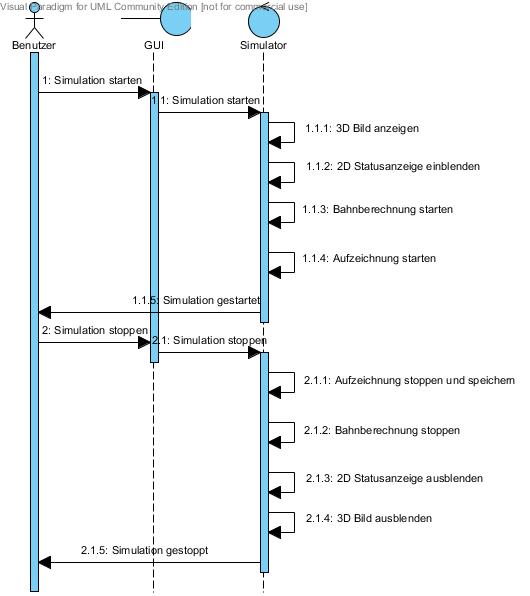 Visual Paradigm for UML Community Edition [not for commercial use]
Benutzer
GUI
Simulator
1: Simulation starten
1.1: Simulation starten
1.1.1: 3D Bild anzeigen
1.1.2: 2D Statusanzeige einblenden
1.1.3: Bahnberechnung starten
1.1.4: Aufzeichnung starten
1.1.5: Simulation gestartet
2: Simulation stoppen
2.1: Simulation stoppen
2.1.1: Aufzeichnung stoppen und speichern
2.1.2: Bahnberechnung stoppen
2.1.3: 2D Statusanzeige ausblenden
2.1.4: 3D Bild ausblenden
2.1.5: Simulation gestoppt